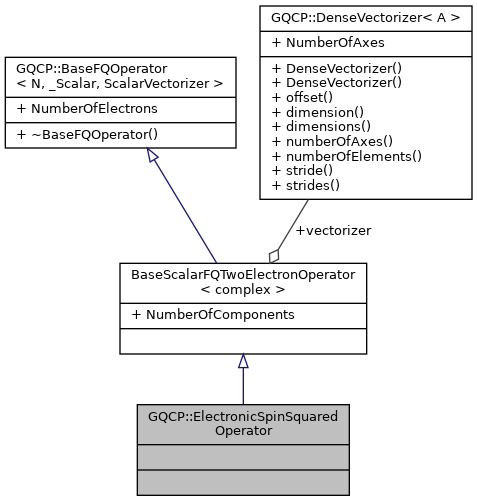 GQCP::DenseVectorizer< A >
+ NumberOfAxes
+ DenseVectorizer()
+ DenseVectorizer()
+ offset()
+ dimension()
+ dimensions()
+ numberOfAxes()
+ numberOfElements()
+ stride()
+ strides()
GQCP::BaseFQOperator
< N, _Scalar, ScalarVectorizer >
+ NumberOfElectrons
+ ~BaseFQOperator()
+vectorizer
BaseScalarFQTwoElectronOperator
< complex >
+ NumberOfComponents
GQCP::ElectronicSpinSquared
Operator